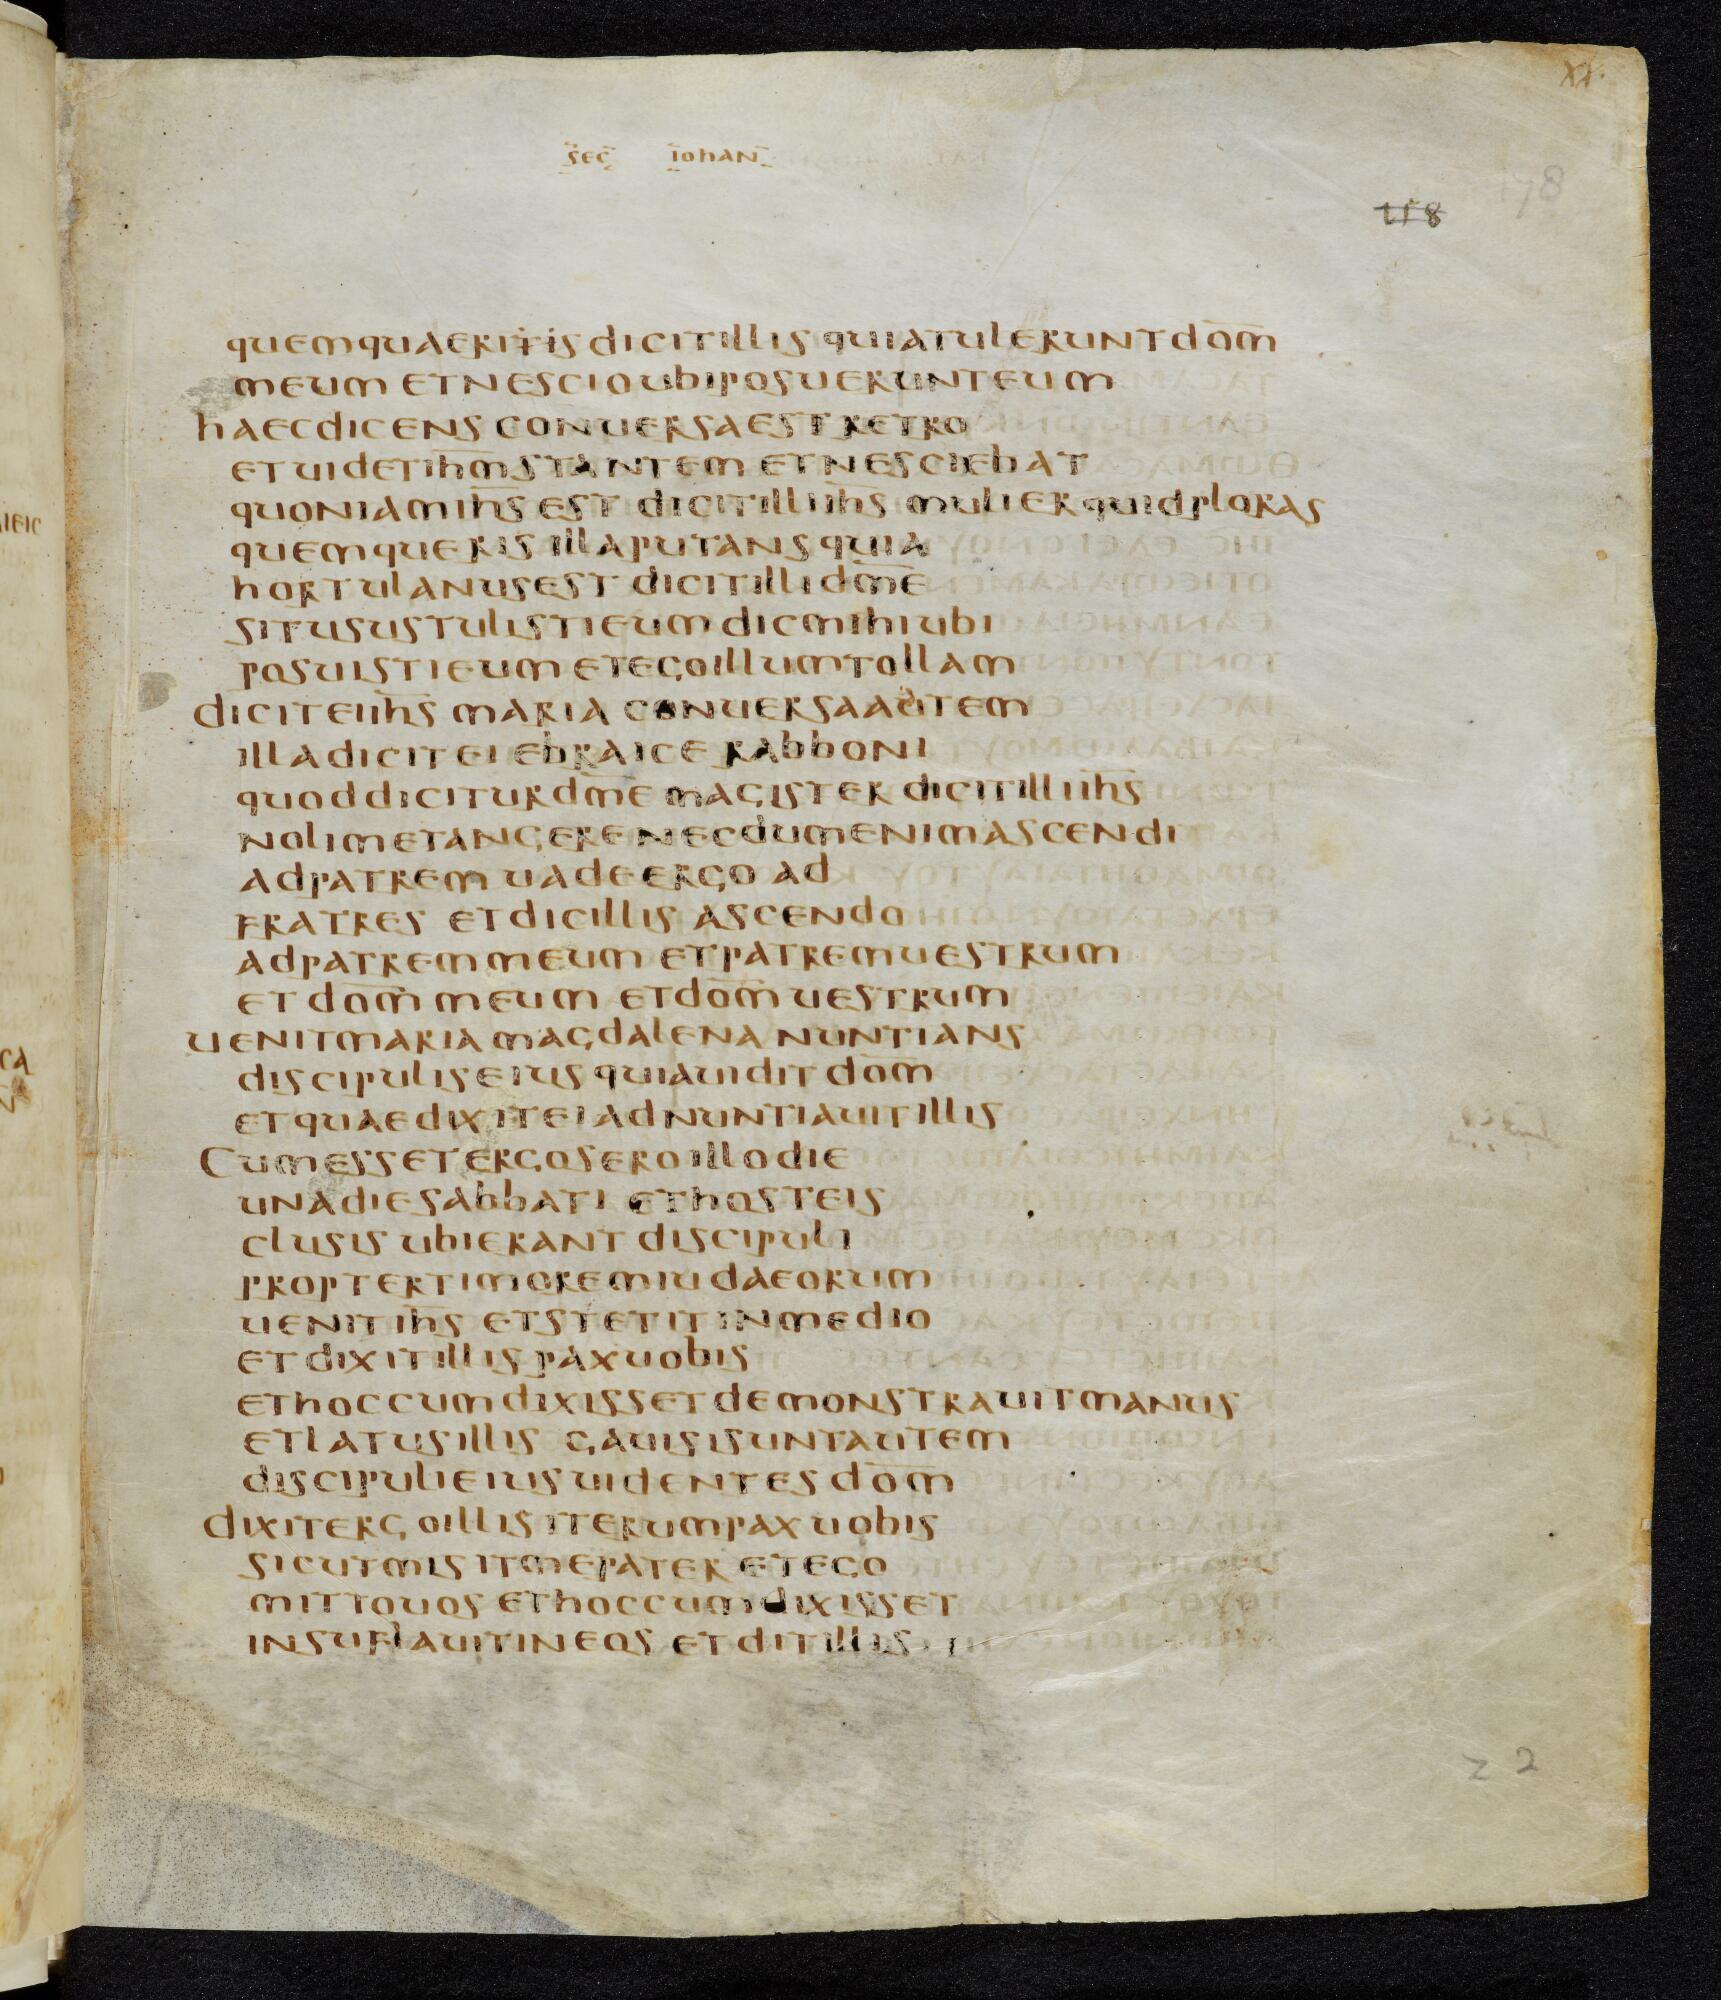 XX·
sec iohan
178
118
quemquaeritis dicit illis quia tulerunt dom̅
meum et nescio ubi posuerunt eum
haec dicens conuersa est retro
et uidet ihm̅ stantem et nesciebat
quoniam ihs̅ est dicit illi ihs̅ mulier quid ploras
quem queris illa putans quia
hortulanus est dicit illi dme̅
si tu sustulisti eum dic mihi ubi
posuisti eum et ego illum tollam
dicit ei ihs̅ maria conuersa autem
illa dicit ei ebraice rabboni
quod dicitur dme̅ magister dicit illi ihs̅
noli me tangere necdum enim ascendi
ad patrem uade ergo ad
fratres et dic illis ascendo
ad patrem meum et patrem uestrum
et dom̅ meum et dom̅ uestrum
uenit maria magdalena nuntians
discipulis eius quia uidit dom̅
et quae dixit ei adnuntiauit illis
Cum esset ergo sero illo die
una die sabbati et hosteis
clusis ubi erant discipuli
propter timorem iudaeorum
uenit ihs̅ et stetit in medio
et dixit illis pax uobis
et hoc cum dixisset demonstrauit manus
et latus illis gauisi sunt autem
discipuli eius uidentes dom̅
dixit ergo illis iterum pax uobis
sicut misit me pater et ego
mitto uos et hoc cum dixisset
insuflauit in eos et dit illis
z 2